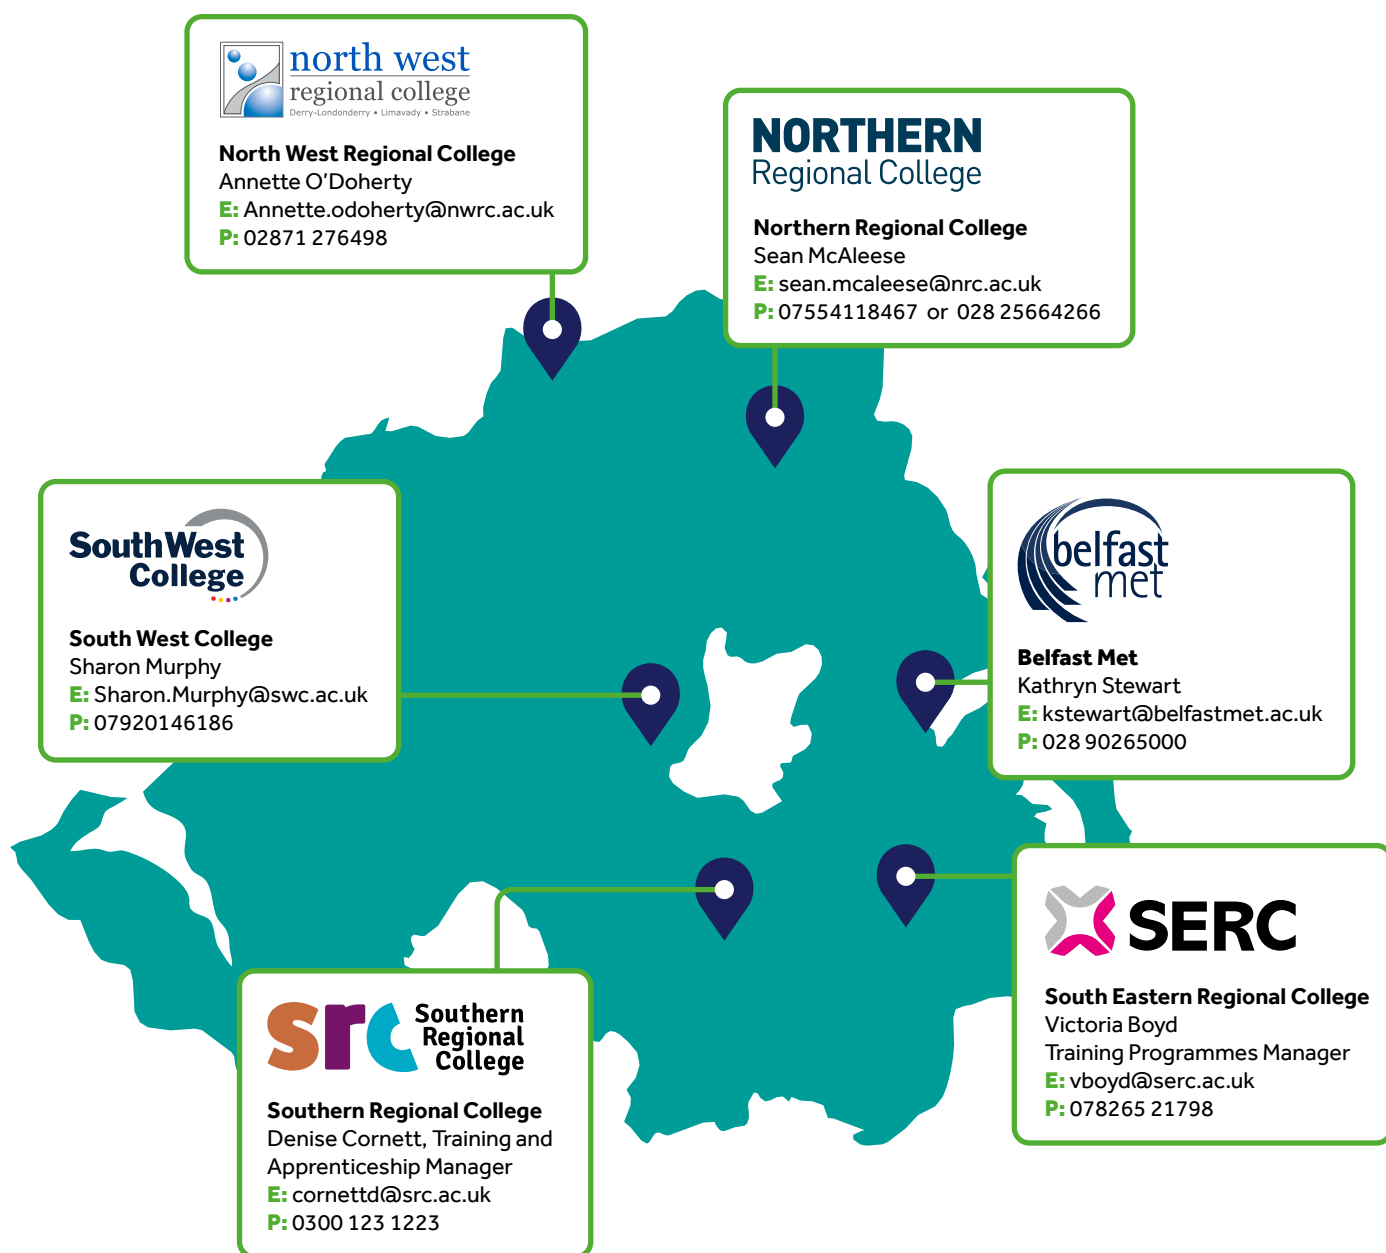 north west
regional college
Derry~Londonderry • Limavady • Strabane
North West Regional College
Annette O'Doherty
E: Annette.odoherty@nwrc.ac.uk
P: 02871 276498
NORTHERN
Regional College
Northern Regional College
Sean McAleese
E: sean.mcaleese@nrc.ac.uk
P: 07554118467 or 028 25664266
SouthWest
College
South West College
Sharon Murphy
E: Sharon.Murphy@swc.ac.uk
P: 07920146186
belfast
met
Belfast Met
Kathryn Stewart
E: kstewart@belfastmet.ac.uk
P: 028 90265000
SERC
South Eastern Regional College
Victoria Boyd
Training Programmes Manager
E: vboyd@serc.ac.uk
P: 078265 21798
src Southern
Regional
College
Southern Regional College
Denise Cornett, Training and
Apprenticeship Manager
E: cornettd@src.ac.uk
P: 0300 123 1223